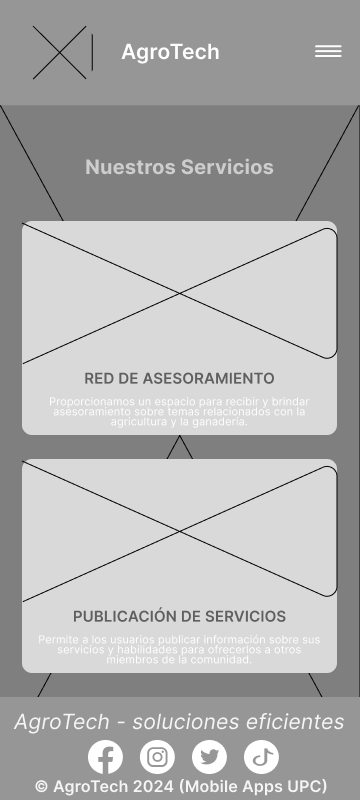 AgroTech
Nuestros Servicios
RED DE ASESORAMIENTO
Proporcionamos un espacio para recibir y brindar
asesoramiento sobre temas relacionados con la
agricultura y la ganadería.
PUBLICACIÓN DE SERVICIOS
Permite a los usuarios publicar información sobre sus
servicios y habilidades para ofrecerlos a otros
miembros de la comunidad.
AgroTech - soluciones eficientes
© AgroTech 2024 (Mobile Apps UPC)